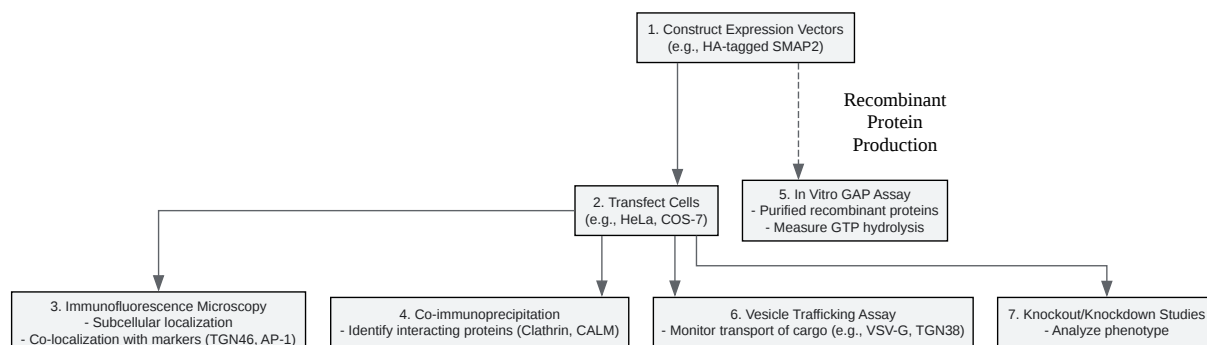 1. Construct Expression Vectors
(e.g., HA-tagged SMAP2)
Recombinant
Protein
Production
2. Transfect Cells
(e.g., HeLa, COS-7)
5. In Vitro GAP Assay
- Purified recombinant proteins
- Measure GTP hydrolysis
3. Immunofluorescence Microscopy
- Subcellular localization
- Co-localization with markers (TGN46, AP-1)
4. Co-immunoprecipitation
- Identify interacting proteins (Clathrin, CALM)
6. Vesicle Trafficking Assay
- Monitor transport of cargo (e.g., VSV-G, TGN38)
7. Knockout/Knockdown Studies
- Analyze phenotype